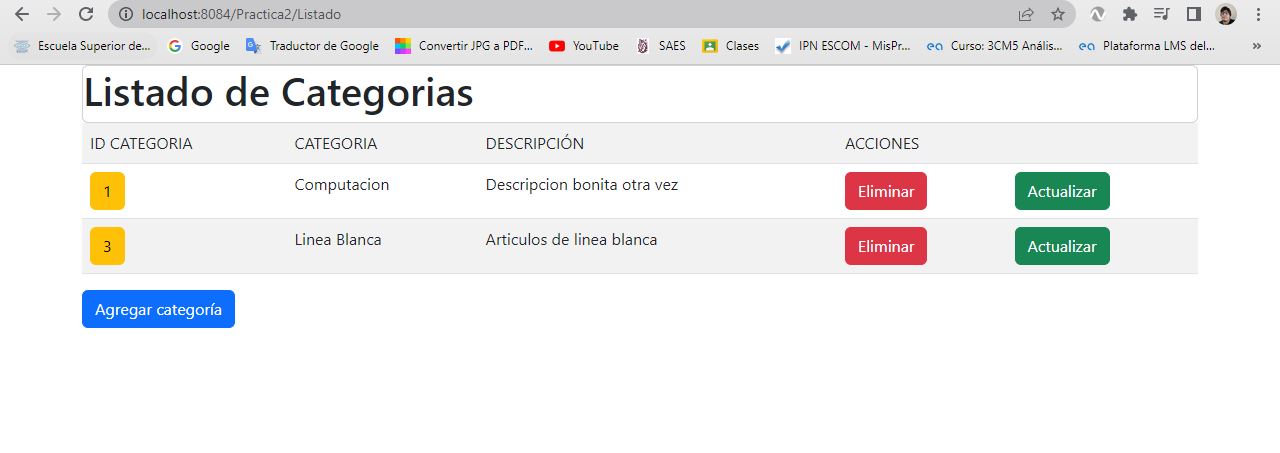 localhost:8084/Practica2/Listado
Escuela Superior de... Google Traductor de Google Convertir JPG a PDF... YouTube SAES Clases IPN ESCOM - MisPr... Curso: 3CM5 Anális... Plataforma LMS del... »
Listado de Categorias
ID CATEGORIA CATEGORIA DESCRIPCIÓN ACCIONES
1 Computacion Descripcion bonita otra vez Eliminar Actualizar
3 Linea Blanca Articulos de linea blanca Eliminar Actualizar
Agregar categoría